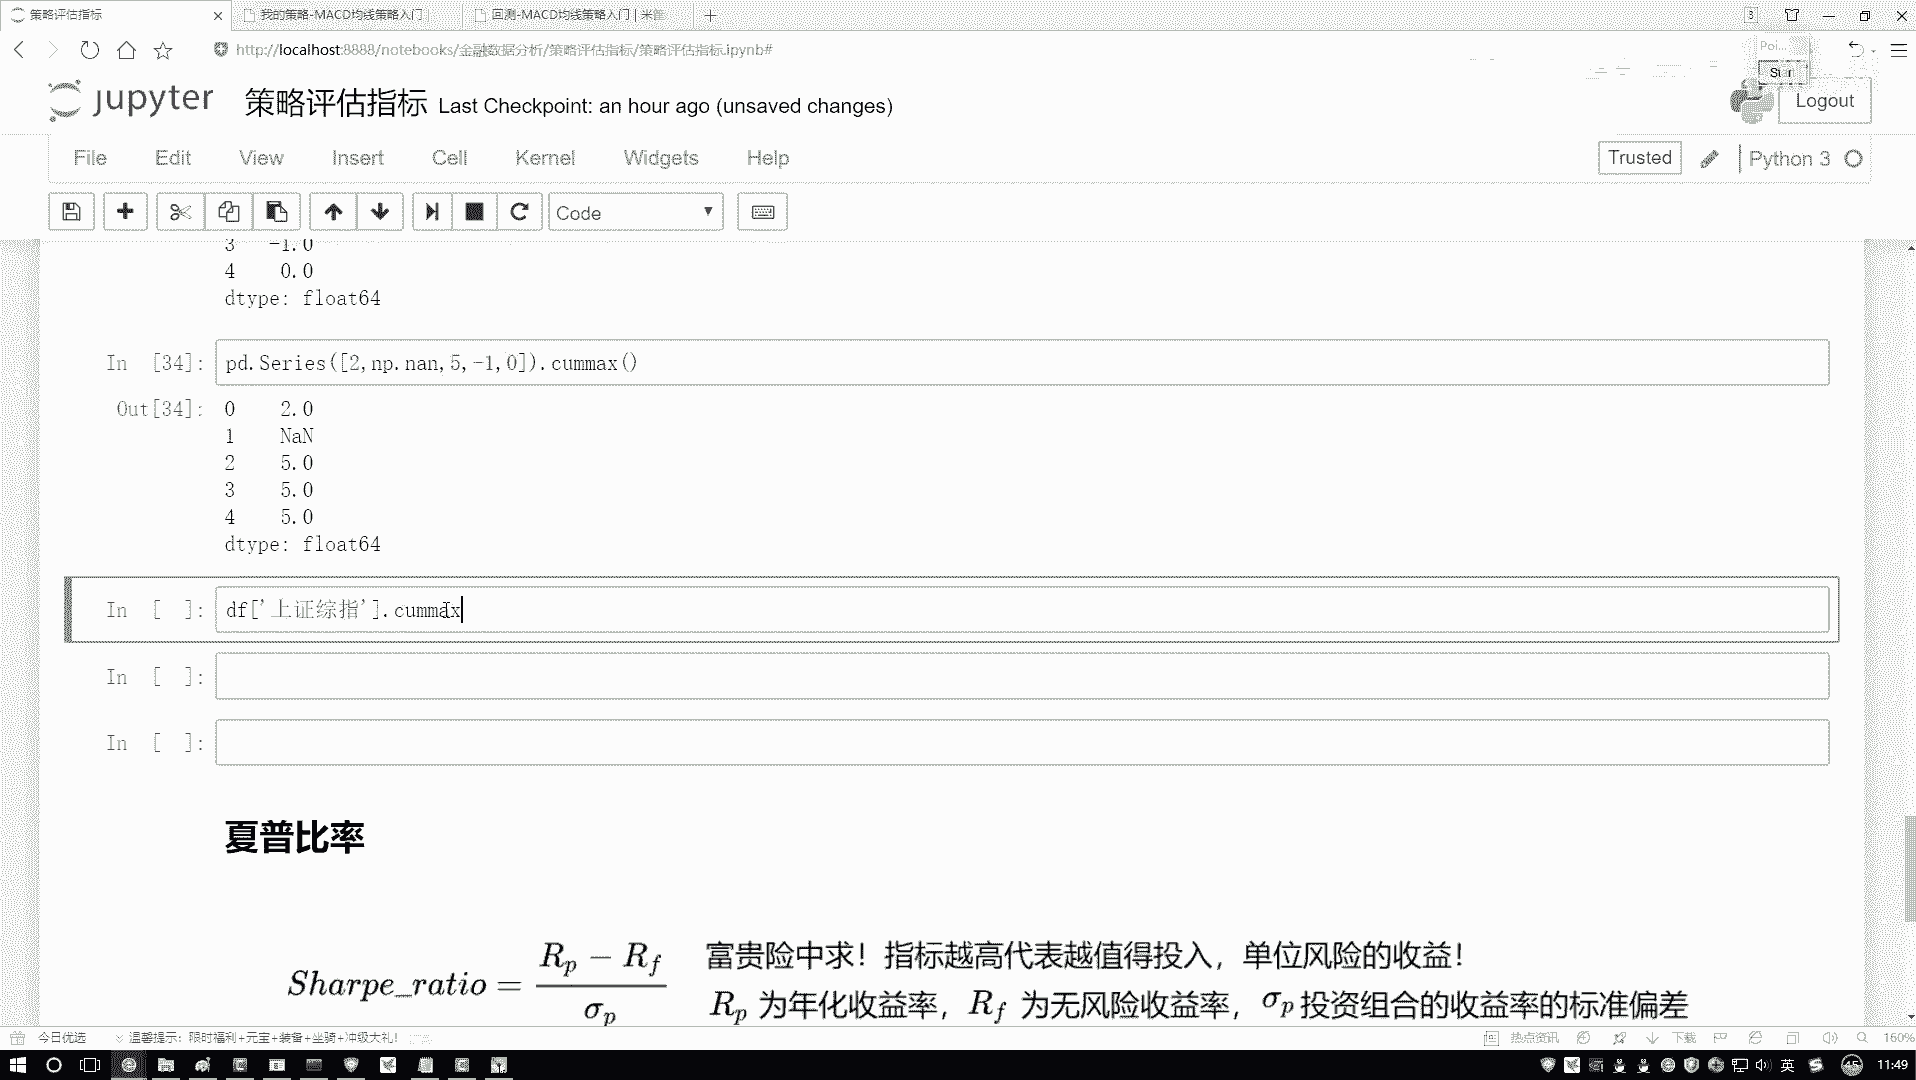 策略评估指标
我的策略-MACD均线策略入门
回测-MACD均线策略入门 | 米筐
3
http://localhost:8888/notebooks/金融数据分析/策略评估指标/策略评估指标.ipynb#
Poi...
jupyter 策略评估指标 Last Checkpoint: an hour ago (unsaved changes)
Logout
File Edit View Insert Cell Kernel Widgets Help
Trusted
Python 3
Code
3 -1.0
4 0.0
dtype: float64
In [34]: pd.Series([2,np.nan,5,-1,0]).cummax()
Out[34]: 0 2.0
1 NaN
2 5.0
3 5.0
4 5.0
dtype: float64
In [ ]: df['上证综指'].cummax
In [ ]:
In [ ]:
夏普比率
Sharpe_ratio = (R_p − R_f) / σ_p
富贵险中求！指标越高代表越值得投入，单位风险的收益！
R_p 为年化收益率，R_f 为无风险收益率，σ_p 投资组合的收益率的标准偏差
今日优选
温馨提示：限时福利+元宝+装备+坐骑+冲级大礼！
热点资讯
下载
160%
英
45
11:49